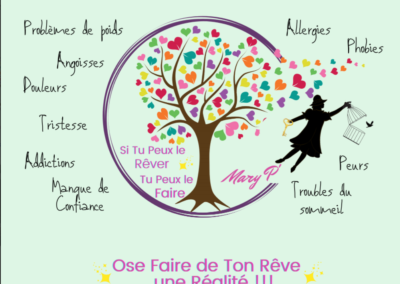 Problèmes de poids
Angoisses
Douleurs
Tristesse
Addictions
Manque de
Confiance
Si Tu Peux le
Rêver
Tu Peux le
Faire
Mary P
Allergies
Phobies
Peurs
Troubles du
sommeil
Ose Faire de Ton Rêve
une Réalité !!!